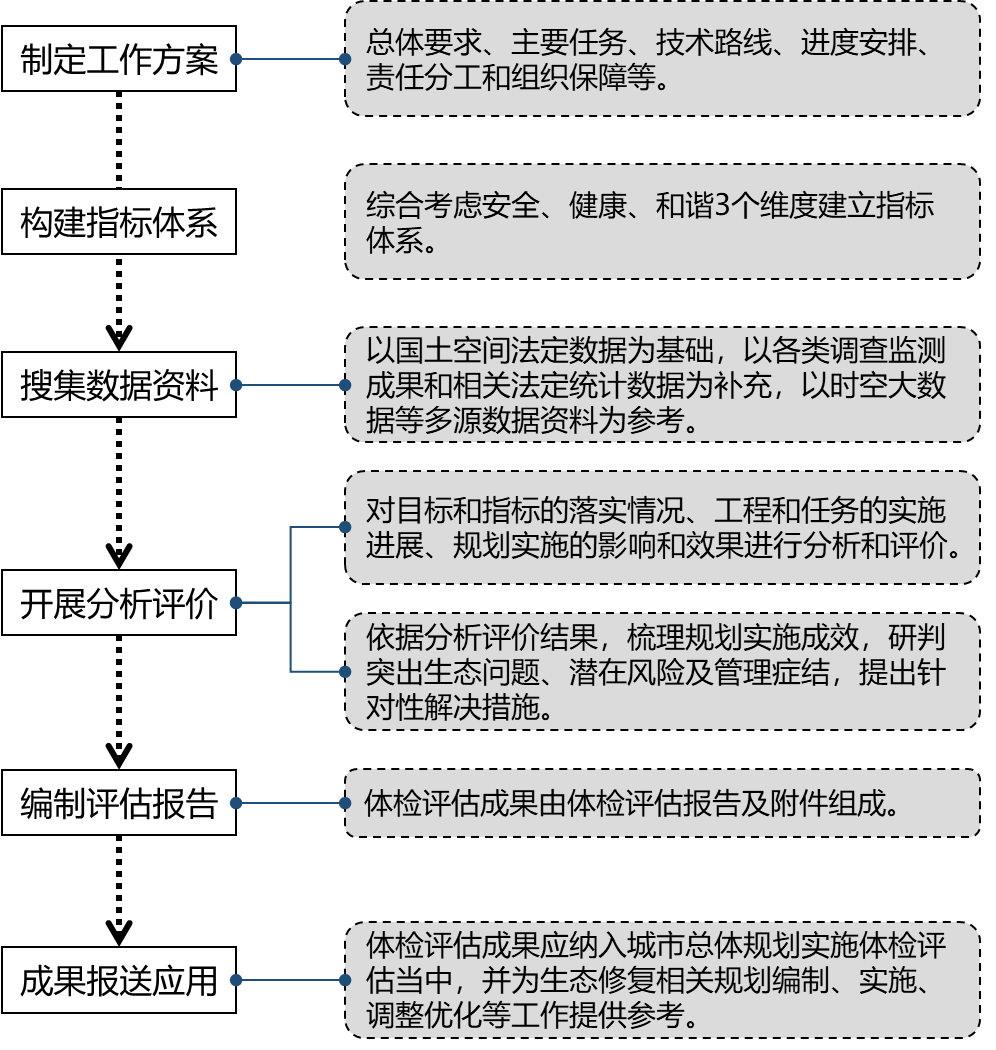 制定工作方案
总体要求、主要任务、技术路线、进度安排、
责任分工和组织保障等。
构建指标体系
综合考虑安全、健康、和谐3个维度建立指标
体系。
搜集数据资料
以国土空间法定数据为基础，以各类调查监测
成果和相关法定统计数据为补充，以时空大数
据等多源数据资料为参考。
开展分析评价
对目标和指标的落实情况、工程和任务的实施
进展、规划实施的影响和效果进行分析和评价。
依据分析评价结果，梳理规划实施成效，研判
突出生态问题、潜在风险及管理症结，提出针
对性解决措施。
编制评估报告
体检评估成果由体检评估报告及附件组成。
成果报送应用
体检评估成果应纳入城市总体规划实施体检评
估当中，并为生态修复相关规划编制、实施、
调整优化等工作提供参考。